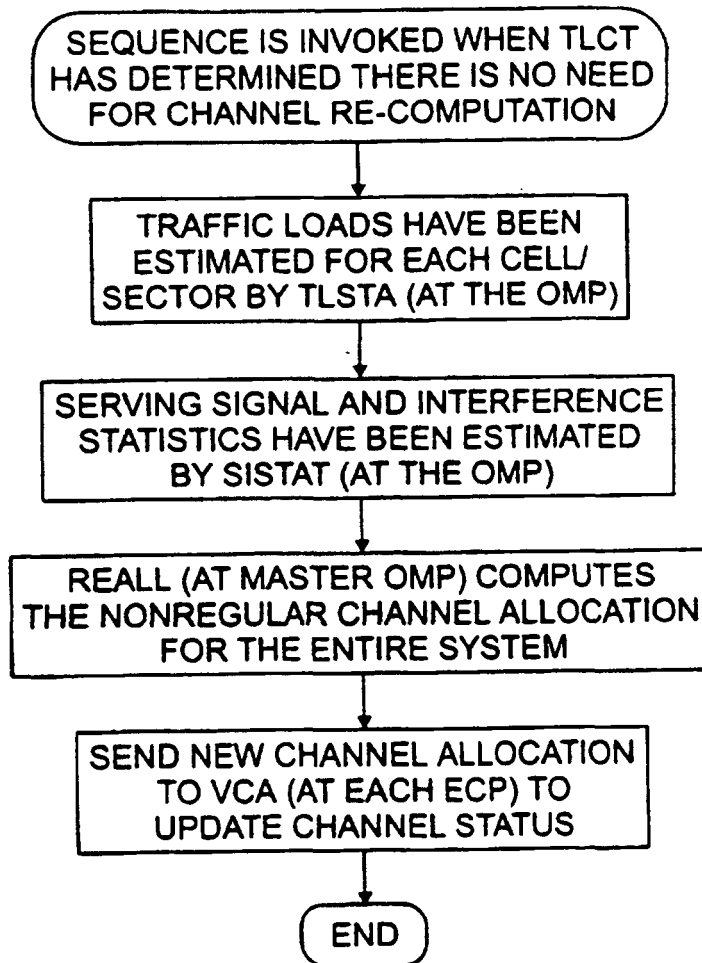 SEQUENCE IS INVOKED WHEN TLCT
HAS DETERMINED THERE IS NO NEED
FOR CHANNEL RE-COMPUTATION
TRAFFIC LOADS HAVE BEEN
ESTIMATED FOR EACH CELL/
SECTOR BY TLSTA (AT THE OMP)
SERVING SIGNAL AND INTERFERENCE
STATISTICS HAVE BEEN ESTIMATED
BY SISTAT (AT THE OMP)
REALL (AT MASTER OMP) COMPUTES
THE NONREGULAR CHANNEL ALLOCATION
FOR THE ENTIRE SYSTEM
SEND NEW CHANNEL ALLOCATION
TO VCA (AT EACH ECP) TO
UPDATE CHANNEL STATUS
END